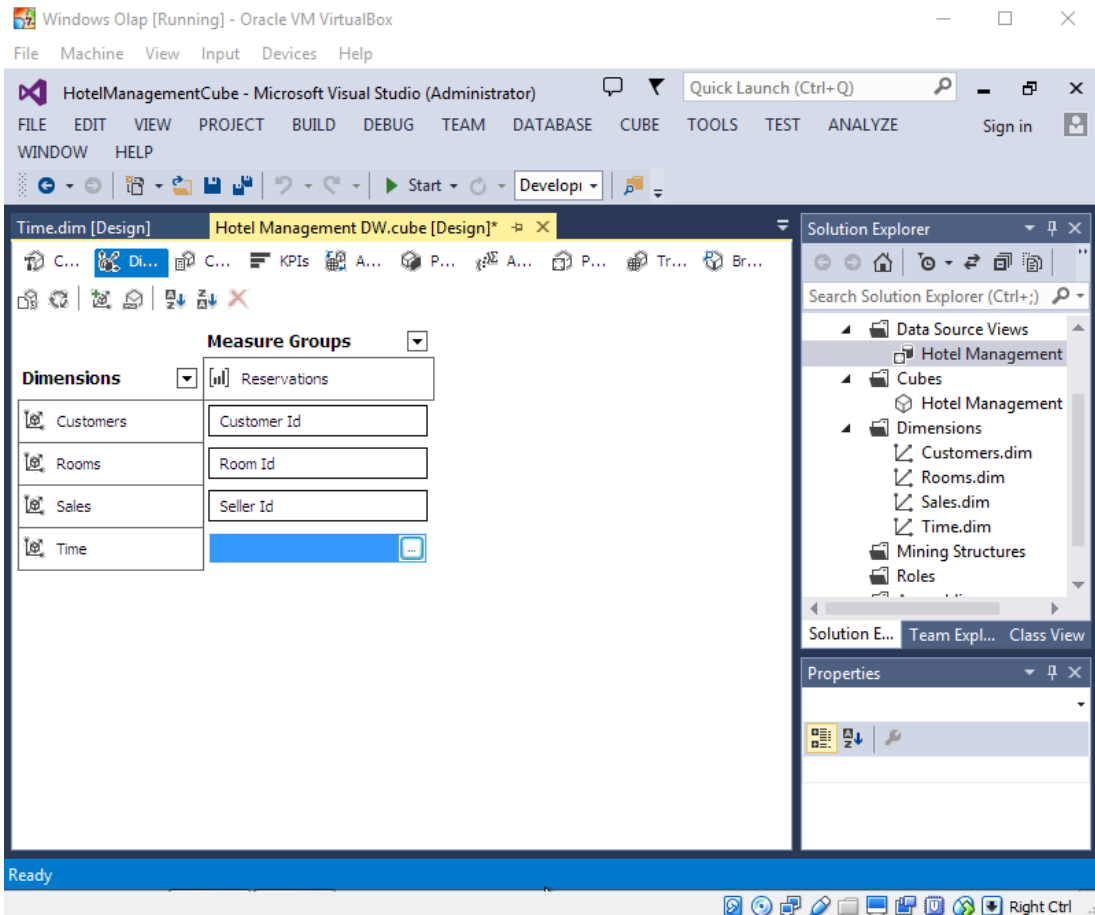 Windows Olap [Running] - Oracle VM VirtualBox
File Machine View Input Devices Help
HotelManagementCube - Microsoft Visual Studio (Administrator)
Quick Launch (Ctrl+Q)
FILE EDIT VIEW PROJECT BUILD DEBUG TEAM DATABASE CUBE TOOLS TEST ANALYZE Sign in
WINDOW HELP
Start Develop
Time.dim [Design] Hotel Management DW.cube [Design]*
C... Di... C... KPIs A... P... A... P... Tr... Br...
Measure Groups
Dimensions Reservations
Customers Customer Id
Rooms Room Id
Sales Seller Id
Time ...
Solution Explorer
Search Solution Explorer (Ctrl+;)
Data Source Views
Hotel Management
Cubes
Hotel Management
Dimensions
Customers.dim
Rooms.dim
Sales.dim
Time.dim
Mining Structures
Roles
Solution E... Team Expl... Class View
Properties
Ready
Right Ctrl